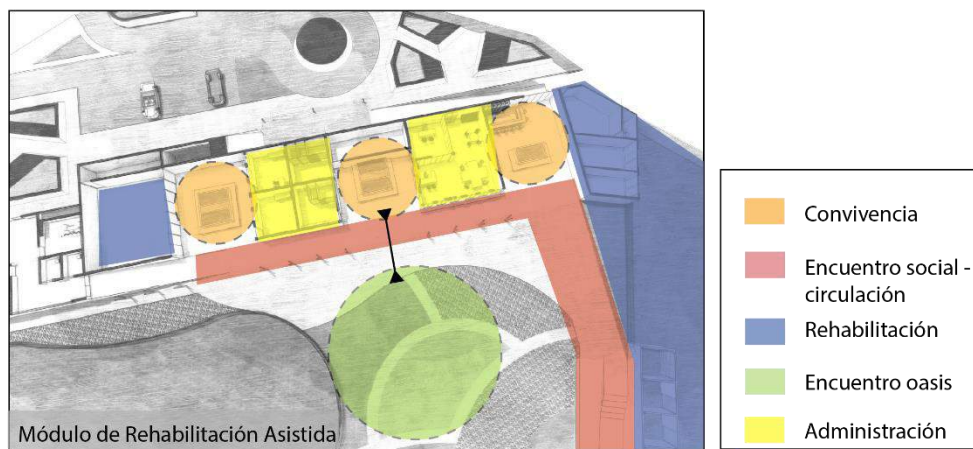 Convivencia
Encuentro social -
circulación
Rehabilitación
Encuentro oasis
Administración
Módulo de Rehabilitación Asistida